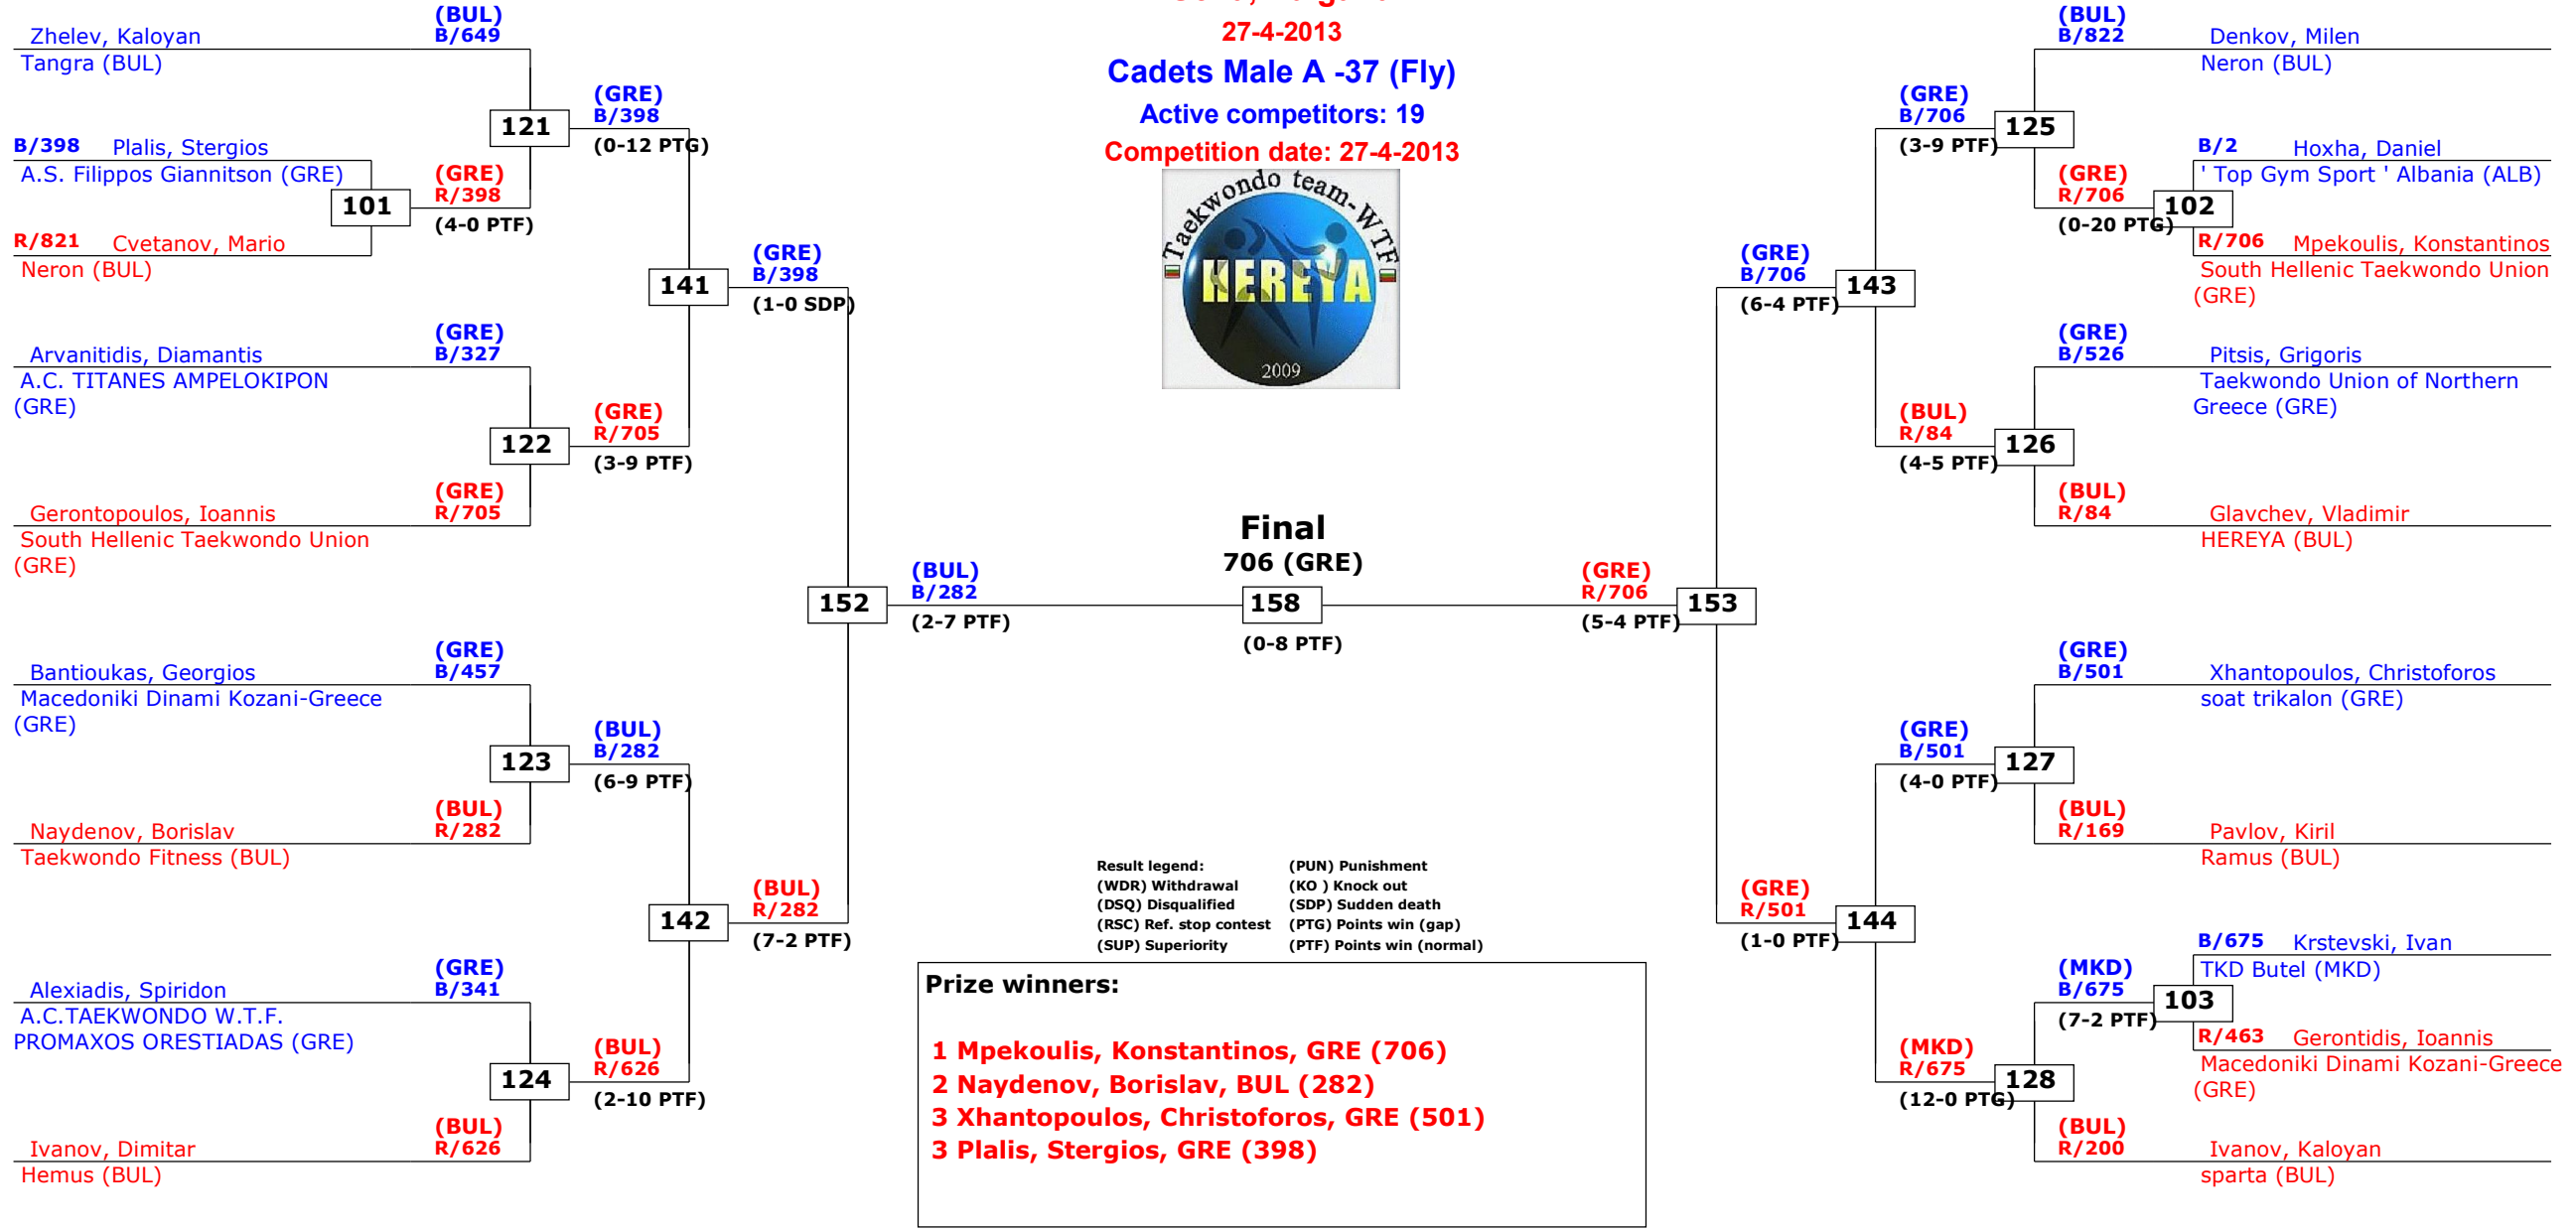 27-4-2013
Cadets Male A -37 (Fly)
Active competitors: 19
Competition date: 27-4-2013
Taekwondo team-WTF
HEREYA
2009
(BUL)
Zhelev, Kaloyan B/649
Tangra (BUL)
B/398 Plalis, Stergios
A.S. Filippos Giannitson (GRE)
101
(GRE)
R/398
(4-0 PTF)
R/821 Cvetanov, Mario
Neron (BUL)
121
(GRE)
B/398
(0-12 PTG)
(GRE)
Arvanitidis, Diamantis B/327
A.C. TITANES AMPELOKIPON
(GRE)
122
(GRE)
R/705
(3-9 PTF)
(GRE)
Gerontopoulos, Ioannis R/705
South Hellenic Taekwondo Union
(GRE)
141
(GRE)
B/398
(1-0 SDP)
(GRE)
Bantioukas, Georgios B/457
Macedoniki Dinami Kozani-Greece
(GRE)
123
(BUL)
B/282
(6-9 PTF)
(BUL)
Naydenov, Borislav R/282
Taekwondo Fitness (BUL)
142
(BUL)
R/282
(7-2 PTF)
(GRE)
Alexiadis, Spiridon B/341
A.C.TAEKWONDO W.T.F.
PROMAXOS ORESTIADAS (GRE)
124
(BUL)
R/626
(2-10 PTF)
(BUL)
Ivanov, Dimitar R/626
Hemus (BUL)
152
(BUL)
B/282
(2-7 PTF)
Final
706 (GRE)
158
(0-8 PTF)
(GRE)
R/706
(5-4 PTF)
153
(BUL)
B/822 Denkov, Milen
Neron (BUL)
(GRE)
B/706
(3-9 PTF)
125
B/2 Hoxha, Daniel
' Top Gym Sport ' Albania (ALB)
(GRE)
R/706
(0-20 PTG)
102
R/706 Mpekoulis, Konstantinos
South Hellenic Taekwondo Union
(GRE)
(GRE)
B/706
(6-4 PTF)
143
(GRE)
B/526 Pitsis, Grigoris
Taekwondo Union of Northern
Greece (GRE)
(BUL)
R/84
(4-5 PTF)
126
(BUL)
R/84 Glavchev, Vladimir
HEREYA (BUL)
(GRE)
B/501 Xhantopoulos, Christoforos
soat trikalon (GRE)
(GRE)
B/501
(4-0 PTF)
127
(BUL)
R/169 Pavlov, Kiril
Ramus (BUL)
(GRE)
R/501
(1-0 PTF)
144
B/675 Krstevski, Ivan
TKD Butel (MKD)
(MKD)
B/675
(7-2 PTF)
103
R/463 Gerontidis, Ioannis
Macedoniki Dinami Kozani-Greece
(GRE)
(MKD)
R/675
(12-0 PTG)
128
(BUL)
R/200 Ivanov, Kaloyan
sparta (BUL)
Result legend: (PUN) Punishment
(WDR) Withdrawal (KO ) Knock out
(DSQ) Disqualified (SDP) Sudden death
(RSC) Ref. stop contest (PTG) Points win (gap)
(SUP) Superiority (PTF) Points win (normal)
Prize winners:
1 Mpekoulis, Konstantinos, GRE (706)
2 Naydenov, Borislav, BUL (282)
3 Xhantopoulos, Christoforos, GRE (501)
3 Plalis, Stergios, GRE (398)